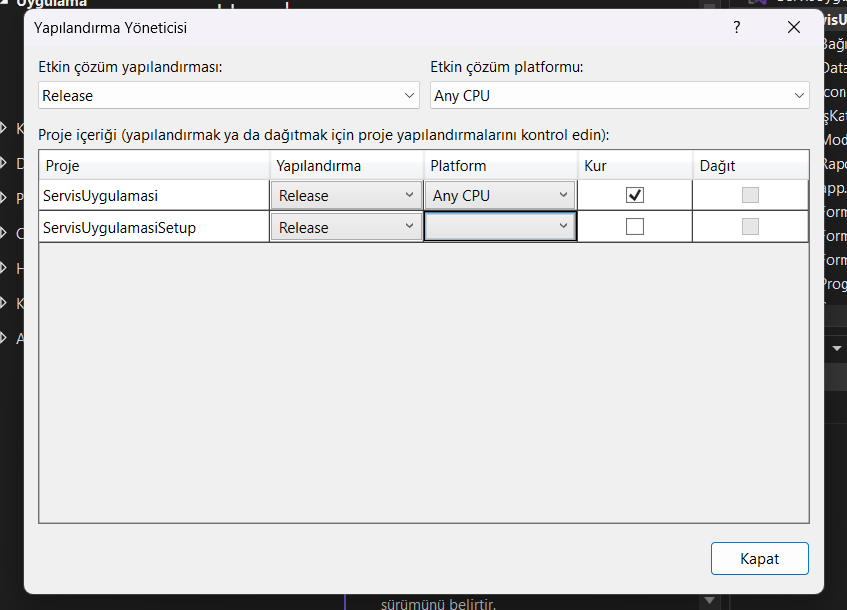 Uygulama
Yapılandırma Yöneticisi
?
Etkin çözüm yapılandırması: Etkin çözüm platformu:
Release Any CPU
Proje içeriği (yapılandırmak ya da dağıtmak için proje yapılandırmalarını kontrol edin):
Proje Yapılandırma Platform Kur Dağıt
ServisUygulamasi Release Any CPU
ServisUygulamasiSetup Release
Kapat
sürümünü belirtir.